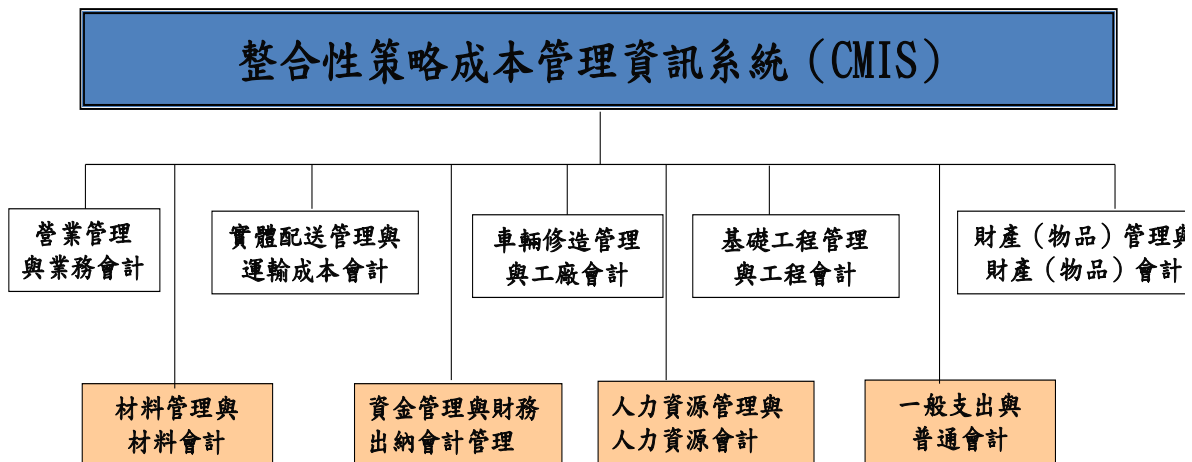 整合性策略成本管理資訊系統（CMIS）
營業管理
與業務會計
實體配送管理與
運輸成本會計
車輛修造管理
與工廠會計
基礎工程管理
與工程會計
財產（物品）管理與
財產（物品）會計
材料管理與
材料會計
資金管理與財務
出納會計管理
人力資源管理與
人力資源會計
一般支出與
普通會計